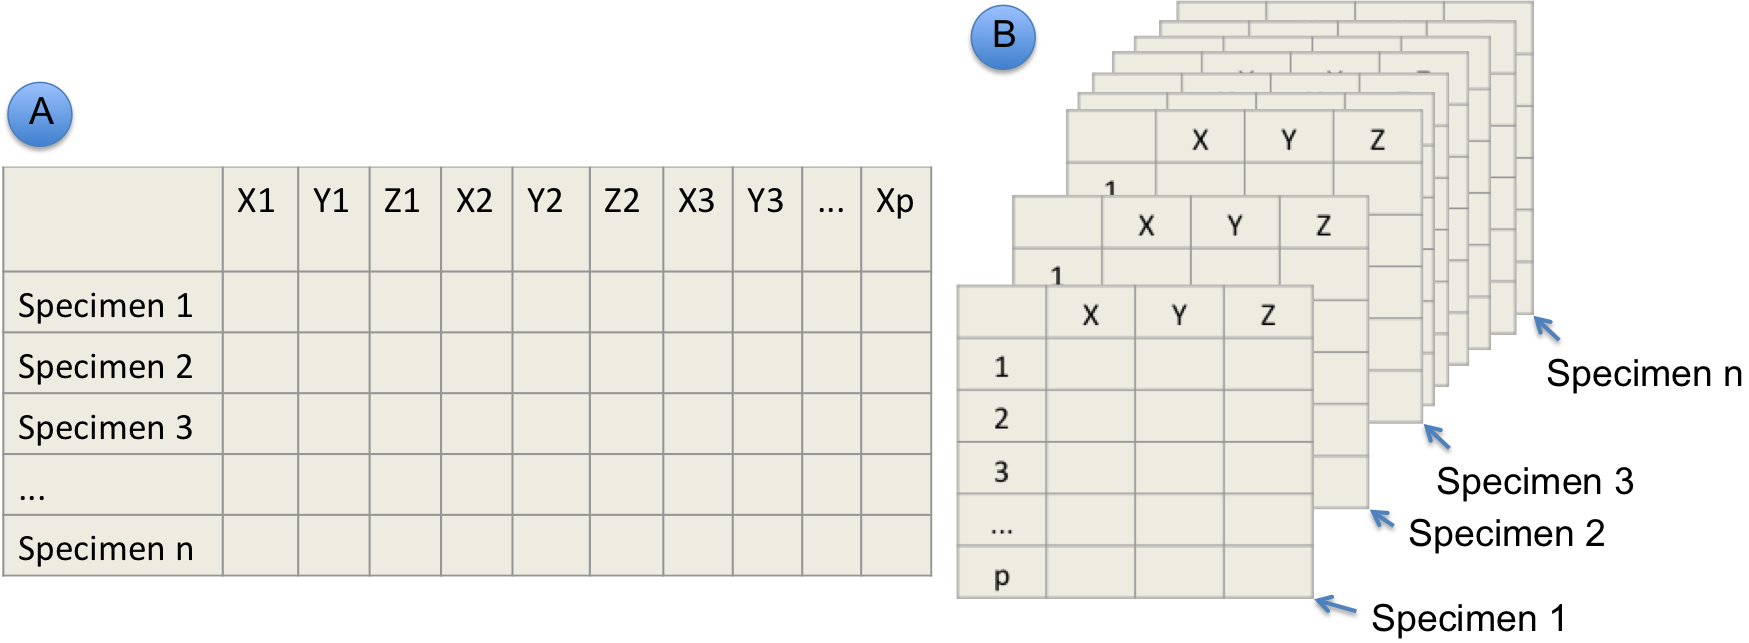 A
X1 Y1 Z1 X2 Y2 Z2 X3 Y3 ... Xp
Specimen 1
Specimen 2
Specimen 3
...
Specimen n
B
X Y Z
1
X Y Z
1
X Y Z
1
2
3
...
p
Specimen n
Specimen 3
Specimen 2
Specimen 1